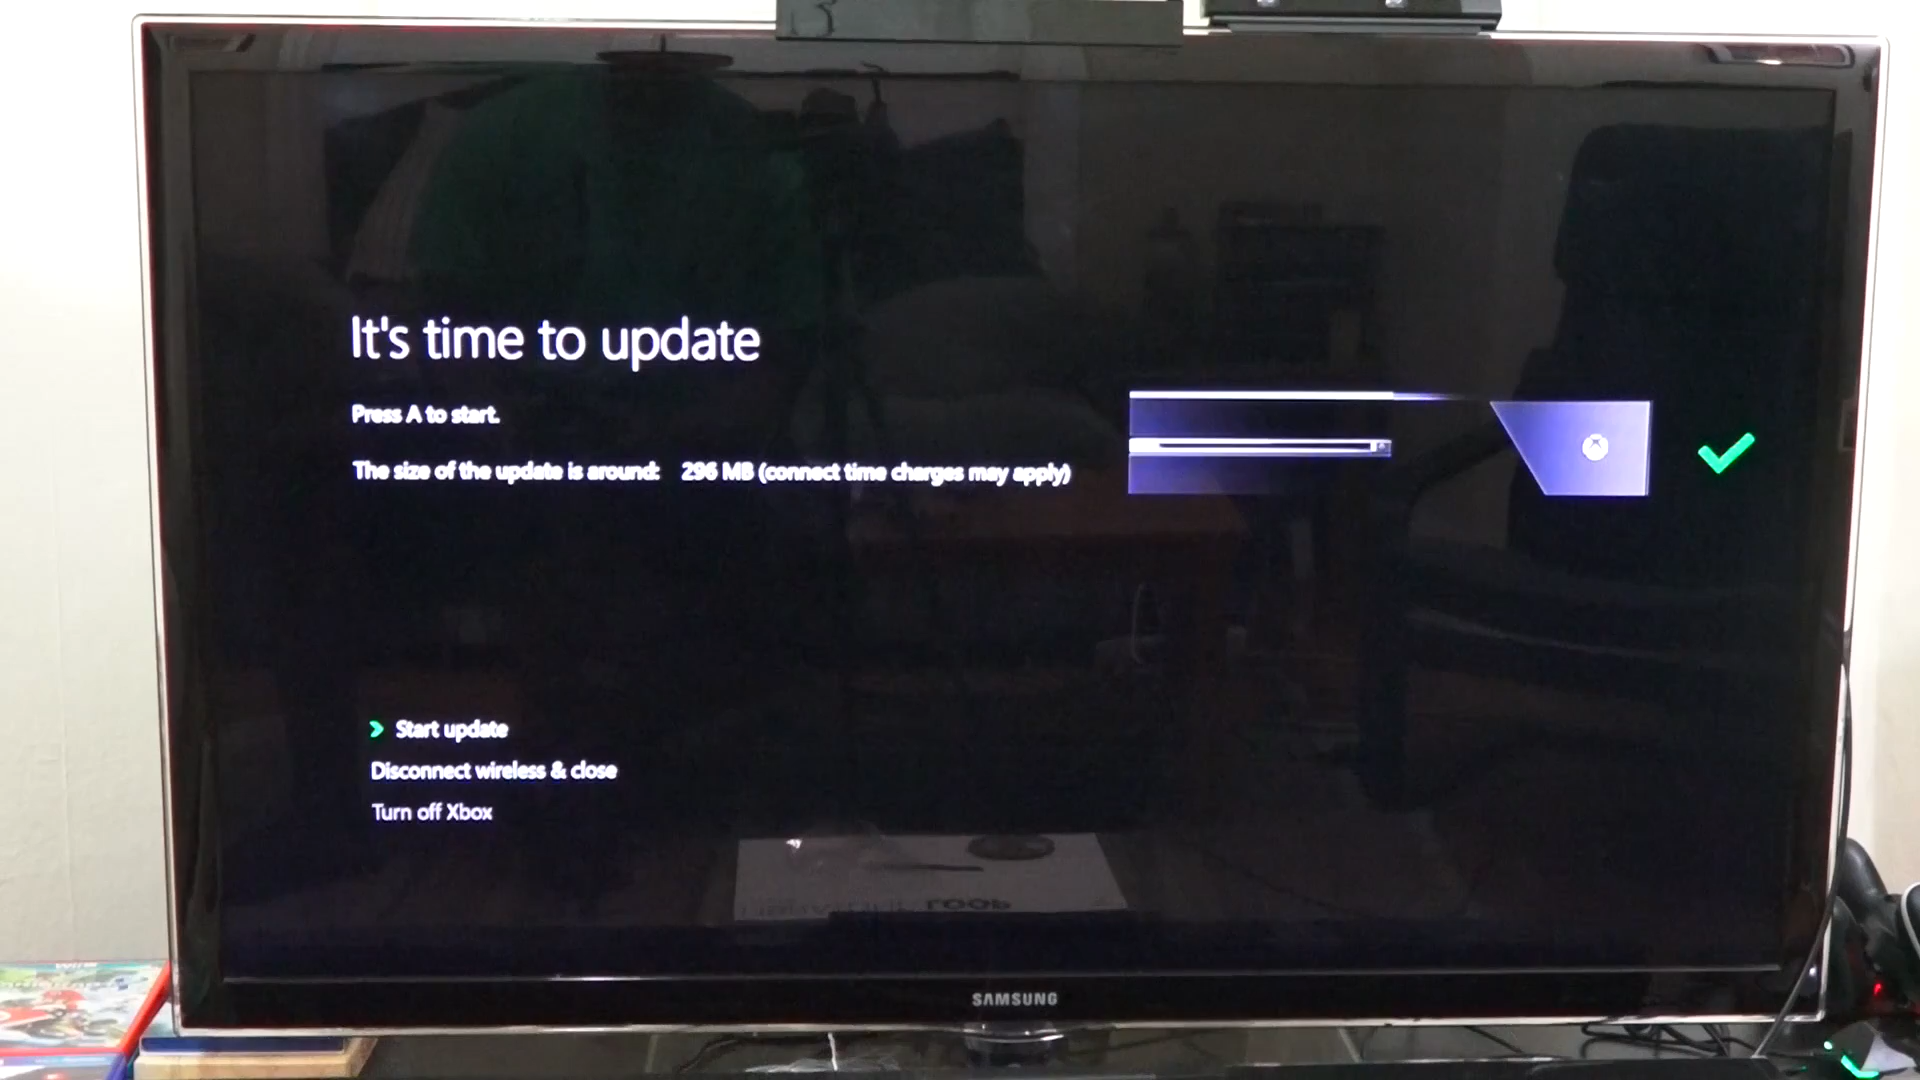 It's time to update
Press A to start.
The size of the update is around: 296 MB (connect time charges may apply)
Start update
Disconnect wireless & close
Turn off Xbox
LOOP
SAMSUNG